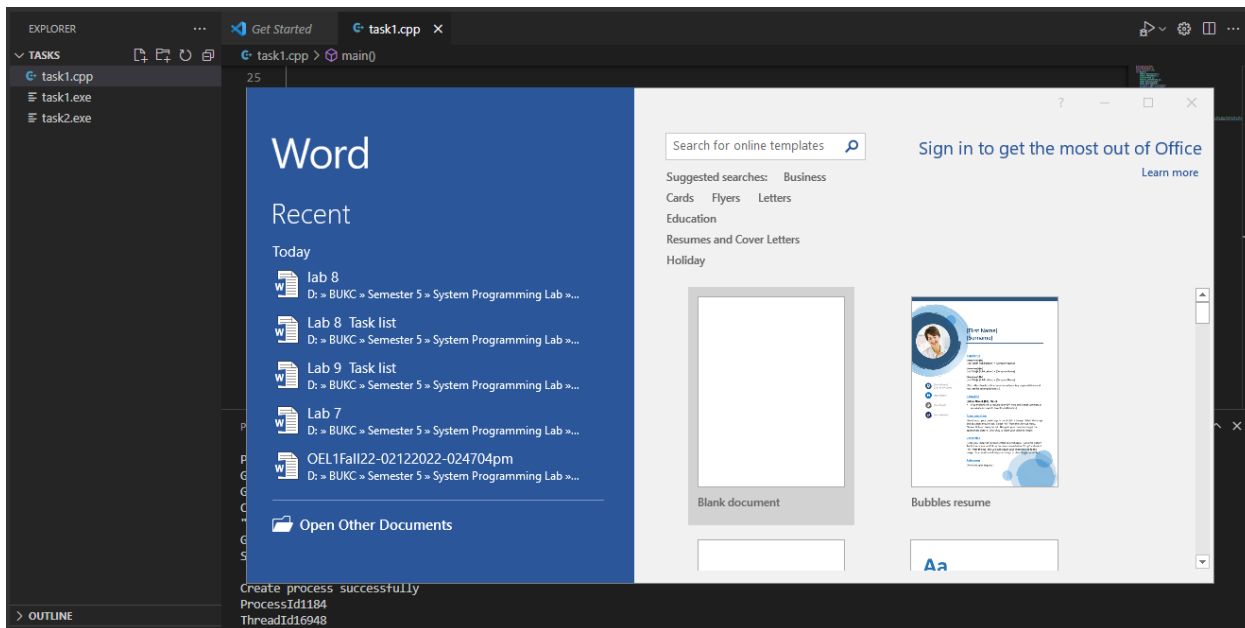 EXPLORER
Get Started
task1.cpp
TASKS
task1.cpp > main()
task1.cpp
task1.exe
task2.exe
25
Word
Recent
Today
lab 8
D: » BUKC » Semester 5 » System Programming Lab »...
Lab 8 Task list
D: » BUKC » Semester 5 » System Programming Lab »...
Lab 9 Task list
D: » BUKC » Semester 5 » System Programming Lab »...
Lab 7
D: » BUKC » Semester 5 » System Programming Lab »...
OEL1Fall22-02122022-024704pm
D: » BUKC » Semester 5 » System Programming Lab »...
Open Other Documents
Search for online templates
Suggested searches: Business
Cards Flyers Letters
Education
Resumes and Cover Letters
Holiday
Sign in to get the most out of Office
Learn more
Blank document
[First Name]
[Surname]
Bubbles resume
Aa
Create process successfully
ProcessId1184
ThreadId16948
OUTLINE